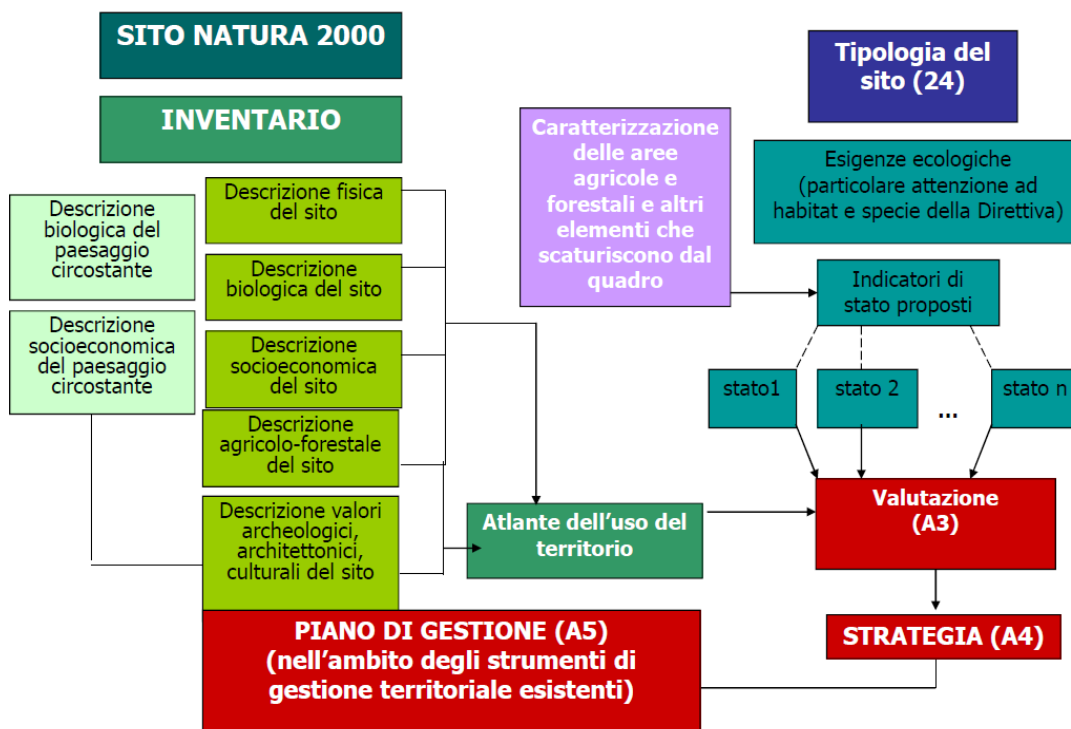 SITO NATURA 2000
INVENTARIO
Descrizione
biologica del
paesaggio
circostante
Descrizione
socioeconomica
del paesaggio
circostante
Descrizione fisica
del sito
Descrizione
biologica del sito
Descrizione
socioeconomica
del sito
Descrizione
agricolo-forestale
del sito
Descrizione valori
archeologici,
architettonici,
culturali del sito
Atlante dell’uso del
territorio
Caratterizzazione
delle aree
agricole e
forestali e altri
elementi che
scaturiscono dal
quadro
Tipologia del
sito (24)
Esigenze ecologiche
(particolare attenzione ad
habitat e specie della Direttiva)
Indicatori di
stato proposti
stato1
stato 2
...
stato n
Valutazione
(A3)
STRATEGIA (A4)
PIANO DI GESTIONE (A5)
(nell’ambito degli strumenti di
gestione territoriale esistenti)